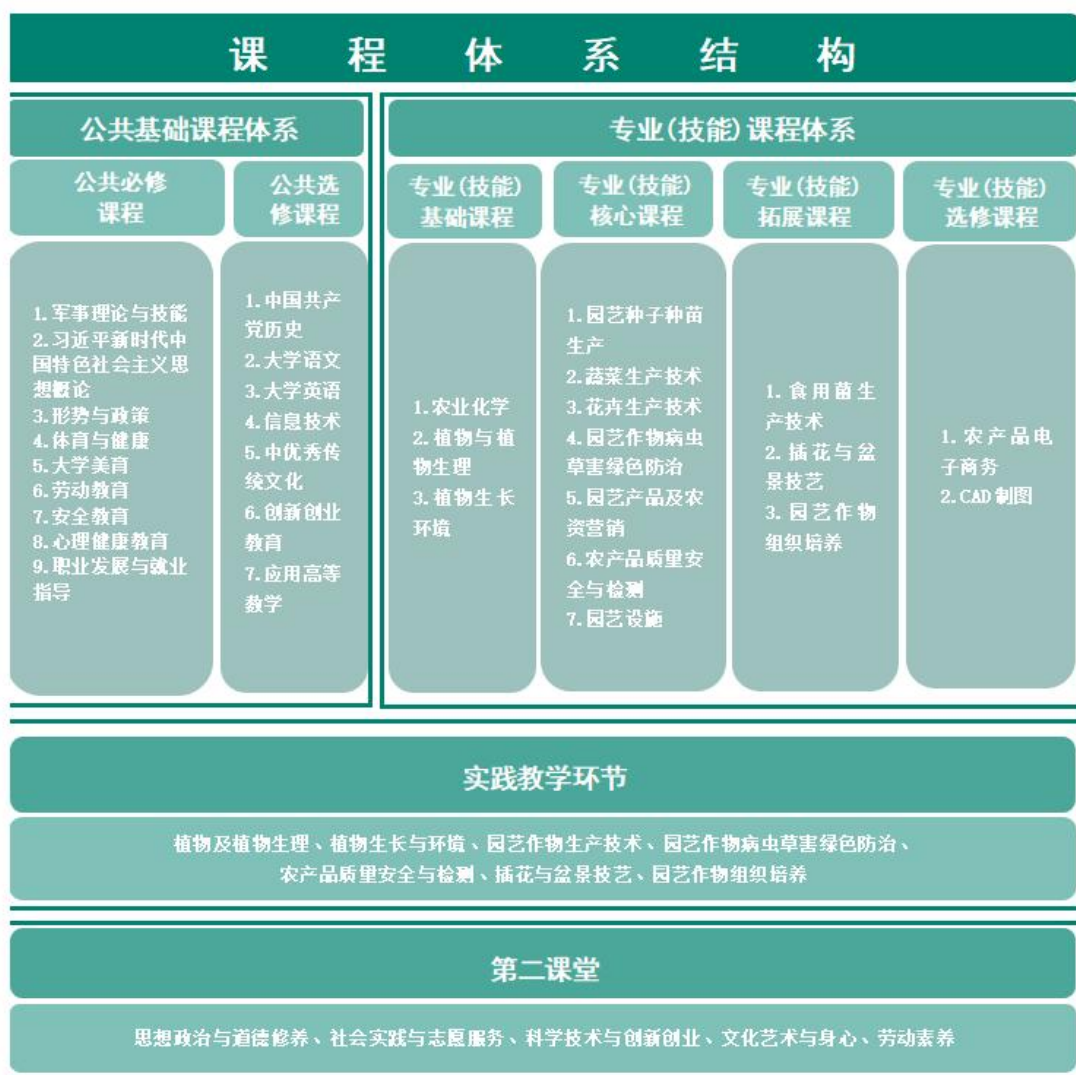 课程体系结构
公共基础课程体系
专业(技能)课程体系
公共必修
课程
公共选
修课程
专业(技能)
基础课程
专业(技能)
核心课程
专业(技能)
拓展课程
专业(技能)
选修课程
1.军事理论与技能
2.习近平新时代中
国特色社会主义思
想概论
3.形势与政策
4.体育与健康
5.大学美育
6.劳动教育
7.安全教育
8.心理健康教育
9.职业发展与就业
指导
1.中国共产
党历史
2.大学语文
3.大学英语
4.信息技术
5.中优秀传
统文化
6.创新创业
教育
7.应用高等
数学
1.农业化学
2.植物与植
物生理
3.植物生长
环境
1.园艺种子种苗
生产
2.蔬菜生产技术
3.花卉生产技术
4.园艺作物病虫
草害绿色防治
5.园艺产品及农
资营销
6.农产品质量安
全与检测
7.园艺设施
1.食用菌生
产技术
2.插花与盆
景技艺
3.园艺作物
组织培养
1.农产品电
子商务
2.CAD制图
实践教学环节
植物及植物生理、植物生长与环境、园艺作物生产技术、园艺作物病虫草害绿色防治、
农产品质量安全与检测、插花与盆景技艺、园艺作物组织培养
第二课堂
思想政治与道德修养、社会实践与志愿服务、科学技术与创新创业、文化艺术与身心、劳动素养